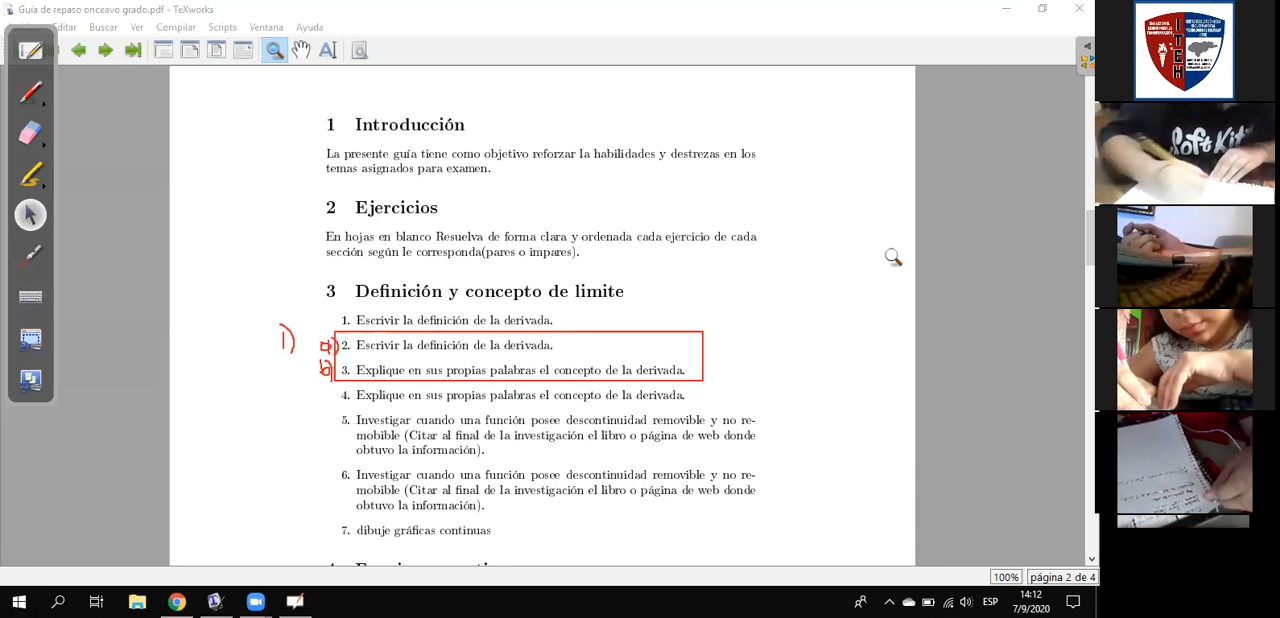 Guía de repaso onceavo grado.pdf - TeXworks
Editar Buscar Ver Compilar Scripts Ventana Ayuda
1 Introducción
La presente guía tiene como objetivo reforzar la habilidades y destrezas en los
temas asignados para examen.
2 Ejercicios
En hojas en blanco Resuelva de forma clara y ordenada cada ejercicio de cada
sección según le corresponda(pares o impares).
3 Definición y concepto de limite
1. Escrivir la definición de la derivada.
1)
a) 2. Escrivir la definición de la derivada.
b) 3. Explique en sus propias palabras el concepto de la derivada.
4. Explique en sus propias palabras el concepto de la derivada.
5. Investigar cuando una función posee descontinuidad removible y no re-
mobible (Citar al final de la investigación el libro o página de web donde
obtuvo la información).
6. Investigar cuando una función posee descontinuidad removible y no re-
mobible (Citar al final de la investigación el libro o página de web donde
obtuvo la información).
7. dibuje gráficas continuas
100% página 2 de 4
ESP
14:12
7/9/2020
ITEH
Soft Kit